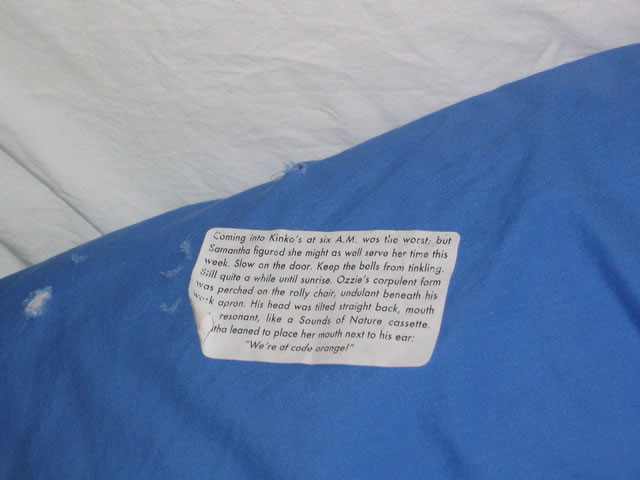 Coming into Kinko's at six A.M. was the worst, but
Samantha figured she might as well serve her time this
week. Slow on the door. Keep the bells from tinkling.
Still quite a while until sunrise. Ozzie's corpulent form
was perched on the rolly chair, undulant beneath his
work apron. His head was tilted straight back, mouth
resonant, like a Sounds of Nature cassette.
tha leaned to place her mouth next to his ear:
"We're at code orange!"